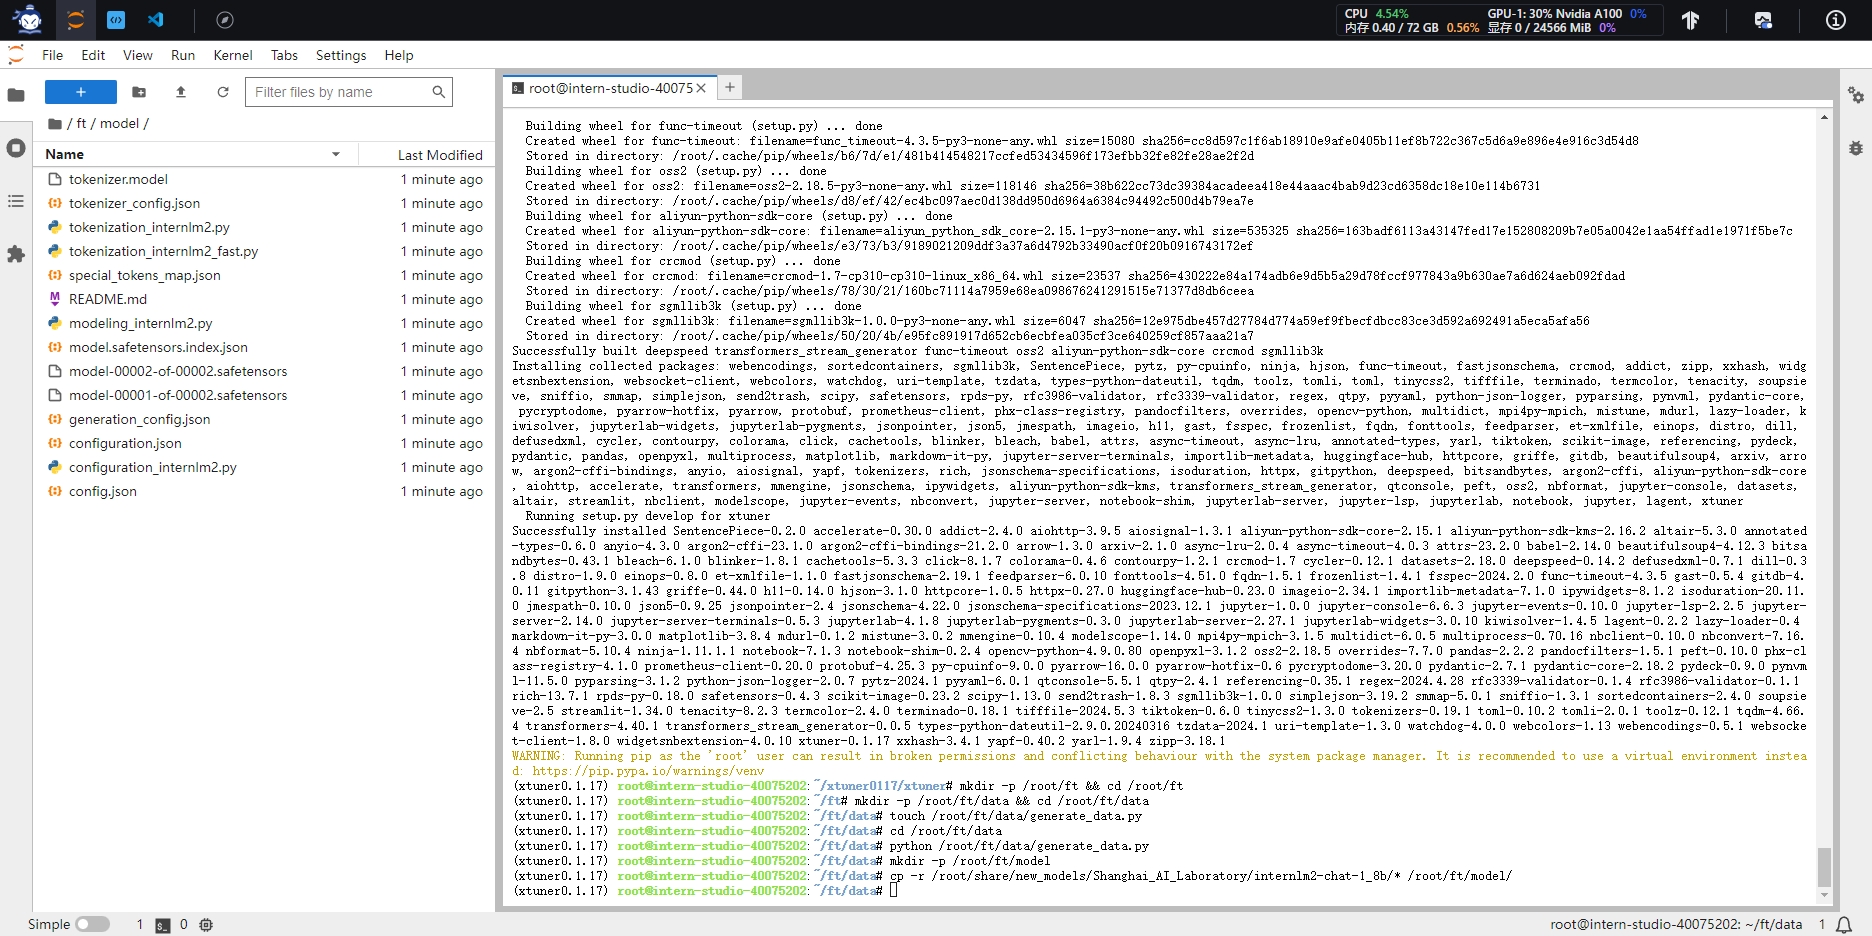 CPU 4.54% GPU-1: 30% Nvidia A100 0%
内存 0.40 / 72 GB 0.56% 显存 0 / 24566 MiB 0%
File Edit View Run Kernel Tabs Settings Help
+
Filter files by name
/ ft / model /
Name Last Modified
tokenizer.model 1 minute ago
tokenizer_config.json 1 minute ago
tokenization_internlm2.py 1 minute ago
tokenization_internlm2_fast.py 1 minute ago
special_tokens_map.json 1 minute ago
README.md 1 minute ago
modeling_internlm2.py 1 minute ago
model.safetensors.index.json 1 minute ago
model-00002-of-00002.safetensors 1 minute ago
model-00001-of-00002.safetensors 1 minute ago
generation_config.json 1 minute ago
configuration.json 1 minute ago
configuration_internlm2.py 1 minute ago
config.json 1 minute ago
root@intern-studio-40075
Building wheel for func-timeout (setup.py) ... done
Created wheel for func-timeout: filename=func_timeout-4.3.5-py3-none-any.whl size=15080 sha256=cc8d597c1f6ab18910e9afe0405b11ef8b722c367c5d6a9e896e4e916c3d54d8
Stored in directory: /root/.cache/pip/wheels/b6/7d/e1/481b414548217ccfed53434596f173efbb32fe82fe28ae2f2d
Building wheel for oss2 (setup.py) ... done
Created wheel for oss2: filename=oss2-2.18.5-py3-none-any.whl size=118146 sha256=38b622cc73dc39384acadeea418e44aaac4bab9d23cd6358dc18e10e114b6731
Stored in directory: /root/.cache/pip/wheels/d8/ef/42/ec4bc097aec0d138dd950d6964a6384c94492c500d4b79ea7e
Building wheel for aliyun-python-sdk-core (setup.py) ... done
Created wheel for aliyun-python-sdk-core: filename=aliyun_python_sdk_core-2.15.1-py3-none-any.whl size=535325 sha256=163badf6113a43147fed17e152808209b7e05a0042e1aa54ffad1e1971f5be7c
Stored in directory: /root/.cache/pip/wheels/e3/73/b3/9189021209ddf3a37a6d4792b33490acf0f20b0916743172ef
Building wheel for crcmod (setup.py) ... done
Created wheel for crcmod: filename=crcmod-1.7-cp310-cp310-linux_x86_64.whl size=23537 sha256=430222e84a174adb6e9d5b5a29d78fccf977843a9b630ae7a6d624aeb092fdad
Stored in directory: /root/.cache/pip/wheels/78/30/21/160bc71114a7959e68ea098676241291515e71377d8db6ceea
Building wheel for sgmllib3k (setup.py) ... done
Created wheel for sgmllib3k: filename=sgmllib3k-1.0.0-py3-none-any.whl size=6047 sha256=12e975dbe457d27784d774a59ef9fbecfdbcc83ce3d592a692491a5eca5afa56
Stored in directory: /root/.cache/pip/wheels/50/20/4b/e95fc891917d652cb6ecbfea035cf3ce640259cf857aaa21a7
Successfully built deepspeed transformers_stream_generator func-timeout oss2 aliyun-python-sdk-core crcmod sgmllib3k
Installing collected packages: webencodings, sortedcontainers, sgmllib3k, SentencePiece, pytz, py-cpuinfo, ninja, hjson, func-timeout, fastjsonschema, crcmod, addict, zipp, xxhash, widg
etsnbextension, websocket-client, webcolors, watchdog, uri-template, tzdata, types-python-dateutil, tqdm, toolz, tomli, toml, tinycss2, tifffile, terminado, termcolor, tenacity, soupsie
ve, sniffio, smmap, simplejson, send2trash, scipy, safetensors, rpds-py, rfc3986-validator, rfc3339-validator, regex, qtpy, pyyaml, python-json-logger, pyparsing, pynvml, pydantic-core,
pycryptodome, pyarrow-hotfix, pyarrow, protobuf, prometheus-client, phx-class-registry, pandocfilters, overrides, opencv-python, multidict, mpi4py-mpich, mistune, mdurl, lazy-loader, k
iwisolver, jupyterlab-widgets, jupyterlab-pygments, jsonpointer, json5, jmespath, imageio, h11, gast, fsspec, frozenlist, fqdn, fonttools, feedparser, et-xmlfile, einops, distro, dill,
defusedxml, cycler, contourpy, colorama, click, cachetools, blinker, bleach, babel, attrs, async-timeout, async-lru, annotated-types, yarl, tiktoken, scikit-image, referencing, pydeck,
pydantic, pandas, openpyxl, multiprocess, matplotlib, markdown-it-py, jupyter-server-terminals, importlib-metadata, huggingface-hub, httpcore, griffe, gitdb, beautifulsoup4, arxiv, arro
w, argon2-cffi-bindings, anyio, aiosignal, yapf, tokenizers, rich, jsonschema-specifications, isoduration, httpx, gitpython, deepspeed, bitsandbytes, argon2-cffi, aliyun-python-sdk-core
, aiohttp, accelerate, transformers, mmengine, jsonschema, ipywidgets, aliyun-python-sdk-kms, transformers_stream_generator, qtconsole, peft, oss2, nbformat, jupyter-console, datasets,
altair, streamlit, nbclient, modelscope, jupyter-events, nbconvert, jupyter-server, notebook-shim, jupyterlab-server, jupyter-lsp, jupyterlab, notebook, jupyter, lagent, xtuner
Running setup.py develop for xtuner
Successfully installed SentencePiece-0.2.0 accelerate-0.30.0 addict-2.4.0 aiohttp-3.9.5 aiosignal-1.3.1 aliyun-python-sdk-core-2.15.1 aliyun-python-sdk-kms-2.16.2 altair-5.3.0 annotated
-types-0.6.0 anyio-4.3.0 argon2-cffi-23.1.0 argon2-cffi-bindings-21.2.0 arrow-1.3.0 arxiv-2.1.0 async-lru-2.0.4 async-timeout-4.0.3 attrs-23.2.0 babel-2.14.0 beautifulsoup4-4.12.3 bitsa
ndbytes-0.43.1 bleach-6.1.0 blinker-1.8.1 cachetools-5.3.3 click-8.1.7 colorama-0.4.6 contourpy-1.2.1 crcmod-1.7 cycler-0.12.1 datasets-2.18.0 deepspeed-0.14.2 defusedxml-0.7.1 dill-0.3
.8 distro-1.9.0 einops-0.8.0 et-xmlfile-1.1.0 fastjsonschema-2.19.1 feedparser-6.0.10 fonttools-4.51.0 fqdn-1.5.1 frozenlist-1.4.1 fsspec-2024.2.0 func-timeout-4.3.5 gast-0.5.4 gitdb-4.
0.11 gitpython-3.1.43 griffe-0.44.0 h11-0.14.0 hjson-3.1.0 httpcore-1.0.5 httpx-0.27.0 huggingface-hub-0.23.0 imageio-2.34.1 importlib-metadata-7.1.0 ipywidgets-8.1.2 isoduration-20.11.
0 jmespath-0.10.0 json5-0.9.25 jsonpointer-2.4 jsonschema-4.22.0 jsonschema-specifications-2023.12.1 jupyter-1.0.0 jupyter-console-6.6.3 jupyter-events-0.10.0 jupyter-lsp-2.2.5 jupyter-
server-2.14.0 jupyter-server-terminals-0.5.3 jupyterlab-4.1.8 jupyterlab-pygments-0.3.0 jupyterlab-server-2.27.1 jupyterlab-widgets-3.0.10 kiwisolver-1.4.5 lagent-0.2.2 lazy-loader-0.4
markdown-it-py-3.0.0 matplotlib-3.8.4 mdurl-0.1.2 mistune-3.0.2 mmengine-0.10.4 modelscope-1.14.0 mpi4py-mpich-3.1.5 multidict-6.0.5 multiprocess-0.70.16 nbclient-0.10.0 nbconvert-7.16.
4 nbformat-5.10.4 ninja-1.11.1.1 notebook-7.1.3 notebook-shim-0.2.4 opencv-python-4.9.0.80 openpyxl-3.1.2 oss2-2.18.5 overrides-7.7.0 pandas-2.2.2 pandocfilters-1.5.1 peft-0.10.0 phx-cl
ass-registry-4.1.0 prometheus-client-0.20.0 protobuf-4.25.3 py-cpuinfo-9.0.0 pyarrow-16.0.0 pyarrow-hotfix-0.6 pycryptodome-3.20.0 pydantic-2.7.1 pydantic-core-2.18.2 pydeck-0.9.0 pynvm
l-11.5.0 pyparsing-3.1.2 python-json-logger-2.0.7 pytz-2024.1 pyyaml-6.0.1 qtconsole-5.5.1 qtpy-2.4.1 referencing-0.35.1 regex-2024.4.28 rfc3339-validator-0.1.4 rfc3986-validator-0.1.1
rich-13.7.1 rpds-py-0.18.0 safetensors-0.4.3 scikit-image-0.23.2 scipy-1.13.0 send2trash-1.8.3 sgmllib3k-1.0.0 simplejson-3.19.2 smmap-5.0.1 sniffio-1.3.1 sortedcontainers-2.4.0 soupsie
ve-2.5 streamlit-1.34.0 tenacity-8.2.3 termcolor-2.4.0 terminado-0.18.1 tifffile-2024.5.3 tiktoken-0.6.0 tinycss2-1.3.0 tokenizers-0.19.1 toml-0.10.2 tomli-2.0.1 toolz-0.12.1 tqdm-4.66.
4 transformers-4.40.1 transformers_stream_generator-0.0.5 types-python-dateutil-2.9.0.20240316 tzdata-2024.1 uri-template-1.3.0 watchdog-4.0.0 webcolors-1.13 webencodings-0.5.1 websocke
t-client-1.8.0 widgetsnbextension-4.0.10 xtuner-0.1.17 xxhash-3.4.1 yapf-0.40.2 yarl-1.9.4 zipp-3.18.1
WARNING: Running pip as the 'root' user can result in broken permissions and conflicting behaviour with the system package manager. It is recommended to use a virtual environment instea
d: https://pip.pypa.io/warnings/venv
(xtuner0.1.17) root@intern-studio-40075202:~/xtuner0117/xtuner# mkdir -p /root/ft && cd /root/ft
(xtuner0.1.17) root@intern-studio-40075202:~/ft# mkdir -p /root/ft/data && cd /root/ft/data
(xtuner0.1.17) root@intern-studio-40075202:~/ft/data# touch /root/ft/data/generate_data.py
(xtuner0.1.17) root@intern-studio-40075202:~/ft/data# cd /root/ft/data
(xtuner0.1.17) root@intern-studio-40075202:~/ft/data# python /root/ft/data/generate_data.py
(xtuner0.1.17) root@intern-studio-40075202:~/ft/data# mkdir -p /root/ft/model
(xtuner0.1.17) root@intern-studio-40075202:~/ft/data# cp -r /root/share/new_models/Shanghai_AI_Laboratory/internlm2-chat-1_8b/* /root/ft/model/
(xtuner0.1.17) root@intern-studio-40075202:~/ft/data#
Simple 1 0 root@intern-studio-40075202: ~/ft/data 1